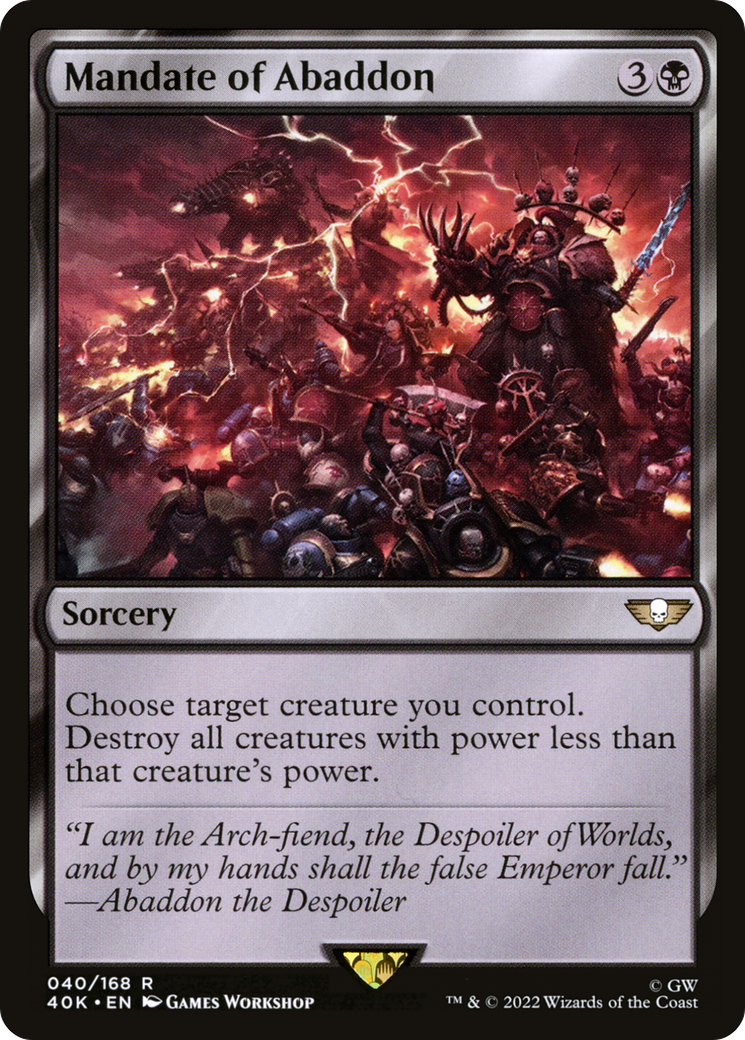 Mandate of Abaddon 3
Sorcery
Choose target creature you control.
Destroy all creatures with power less than
that creature's power.
"I am the Arch-fiend, the Despoiler of Worlds,
and by my hands shall the false Emperor fall."
—Abaddon the Despoiler
040/168 R
40K • EN Games Workshop
© GW
™ & © 2022 Wizards of the Coast